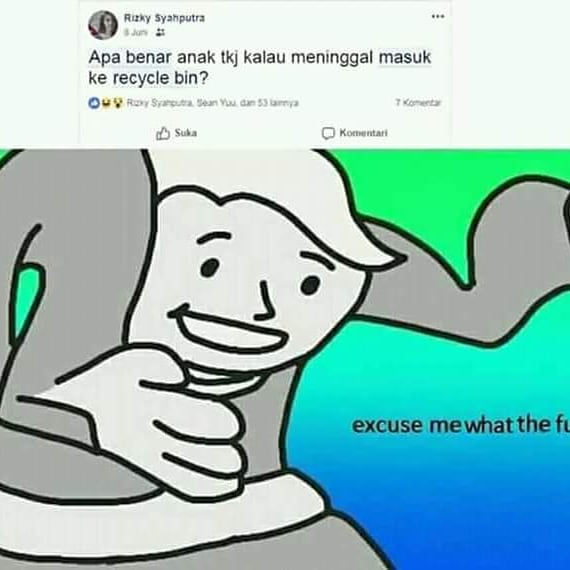 Rizky Syahputra
8 Juni
Apa benar anak tkj kalau meninggal masuk
ke recycle bin?
Rizky Syahputra, Sean Yuu, dan 53 lainnya
7 Komentar
Suka
Komentari
excuse me what the fu